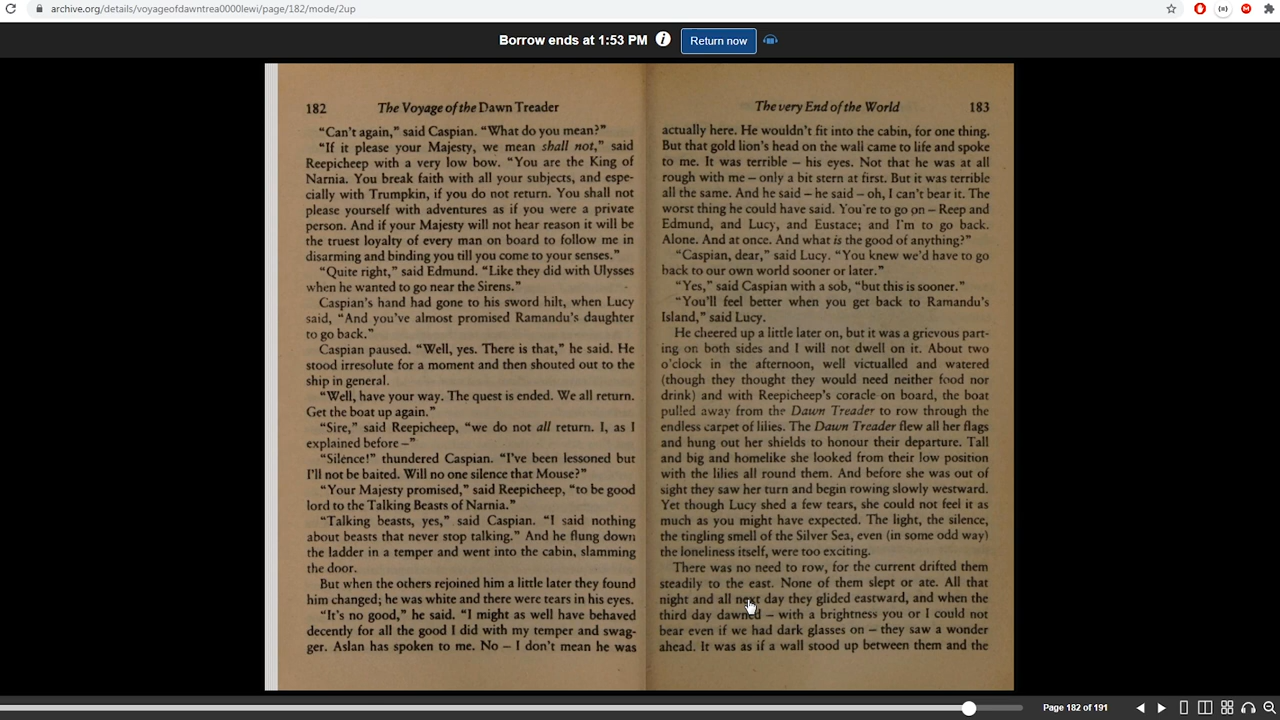 archive.org/details/voyageofdawntrea0000lewi/page/182/mode/2up
Borrow ends at 1:53 PM
Return now
182 The Voyage of the Dawn Treader
"Can't again," said Caspian. "What do you mean?"
"If it please your Majesty, we mean shall not," said
Reepicheep with a very low bow. "You are the King of
Narnia. You break faith with all your subjects, and espe-
cially with Trumpkin, if you do not return. You shall not
please yourself with adventures as if you were a private
person. And if your Majesty will not hear reason it will be
the truest loyalty of every man on board to follow me in
disarming and binding you till you come to your senses."
"Quite right," said Edmund. "Like they did with Ulysses
when he wanted to go near the Sirens."
Caspian's hand had gone to his sword hilt, when Lucy
said, "And you've almost promised Ramandu's daughter
to go back."
Caspian paused. "Well, yes. There is that," he said. He
stood irresolute for a moment and then shouted out to the
ship in general.
"Well, have your way. The quest is ended. We all return.
Get the boat up again."
"Sire," said Reepicheep, "we do not all return. I, as I
explained before –"
"Silence!" thundered Caspian. "I've been lessoned but
I'll not be baited. Will no one silence that Mouse?"
"Your Majesty promised," said Reepicheep, "to be good
lord to the Talking Beasts of Narnia."
"Talking beasts, yes," said Caspian. "I said nothing
about beasts that never stop talking." And he flung down
the ladder in a temper and went into the cabin, slamming
the door.
But when the others rejoined him a little later they found
him changed; he was white and there were tears in his eyes.
"It's no good," he said. "I might as well have behaved
decently for all the good I did with my temper and swag-
ger. Aslan has spoken to me. No – I don't mean he was
The very End of the World 183
actually here. He wouldn't fit into the cabin, for one thing.
But that gold lion's head on the wall came to life and spoke
to me. It was terrible – his eyes. Not that he was at all
rough with me – only a bit stern at first. But it was terrible
all the same. And he said – he said – oh, I can't bear it. The
worst thing he could have said. You're to go on – Reep and
Edmund, and Lucy, and Eustace; and I'm to go back.
Alone. And at once. And what is the good of anything?"
"Caspian, dear," said Lucy. "You knew we'd have to go
back to our own world sooner or later."
"Yes," said Caspian with a sob, "but this is sooner."
"You'll feel better when you get back to Ramandu's
Island," said Lucy.
He cheered up a little later on, but it was a grievous part-
ing on both sides and I will not dwell on it. About two
o'clock in the afternoon, well victualled and watered
(though they thought they would need neither food nor
drink) and with Reepicheep's coracle on board, the boat
pulled away from the Dawn Treader to row through the
endless carpet of lilies. The Dawn Treader flew all her flags
and hung out her shields to honour their departure. Tall
and big and homelike she looked from their low position
with the lilies all round them. And before she was out of
sight they saw her turn and begin rowing slowly westward.
Yet though Lucy shed a few tears, she could not feel it as
much as you might have expected. The light, the silence,
the tingling smell of the Silver Sea, even (in some odd way)
the loneliness itself, were too exciting.
There was no need to row, for the current drifted them
steadily to the east. None of them slept or ate. All that
night and all next day they glided eastward, and when the
third day dawned – with a brightness you or I could not
bear even if we had dark glasses on – they saw a wonder
ahead. It was as if a wall stood up between them and the
Page 182 of 191